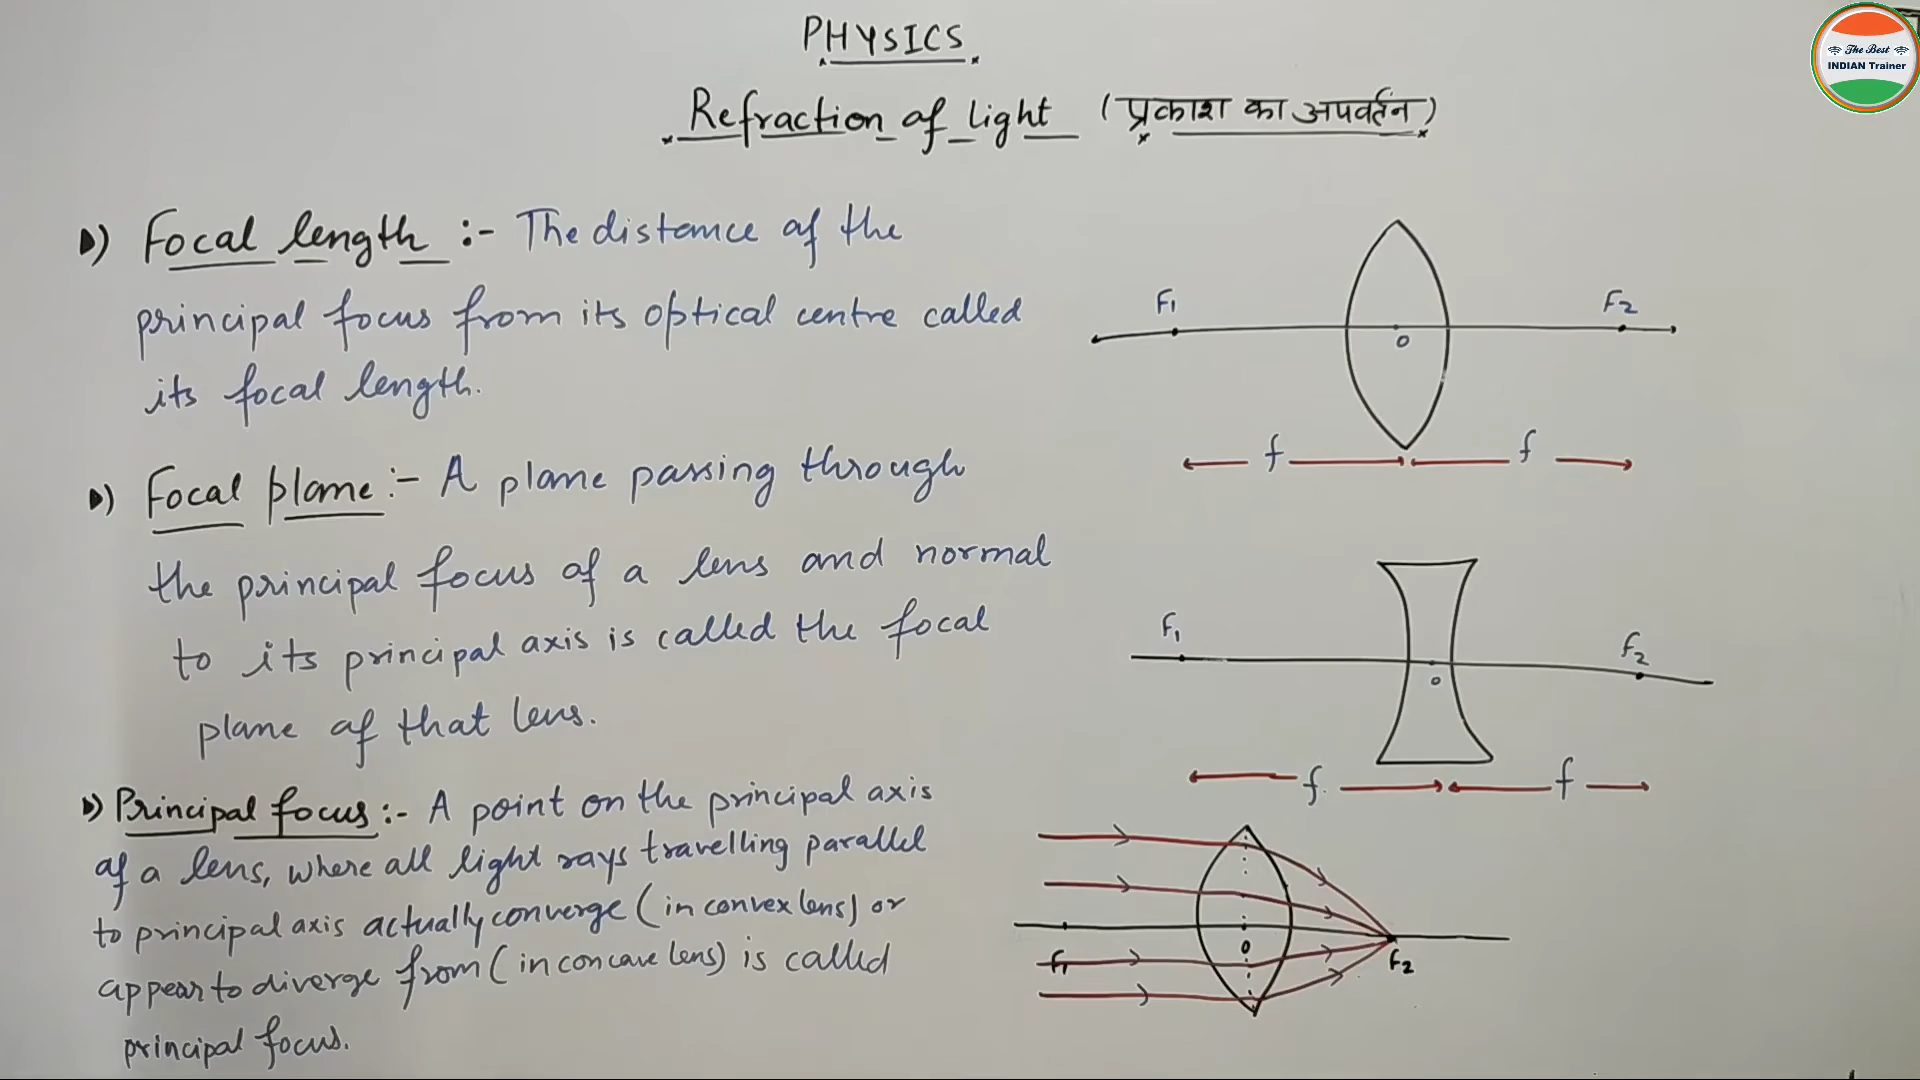 PHYSICS
Refraction of light (प्रकाश का अपवर्तन)
The Best
INDIAN Trainer
1) Focal length :- The distance of the
principal focus from its optical centre called
its focal length.
1) Focal plane :- A plane passing through
the principal focus of a lens and normal
to its principal axis is called the focal
plane of that lens.
1) Principal focus :- A point on the principal axis
of a lens, where all light rays travelling parallel
to principal axis actually converge (in convex lens) or
appear to diverge from (in concave lens) is called
principal focus.
F1 F2
O
f f
F1 F2
O
f f
O
F1 F2